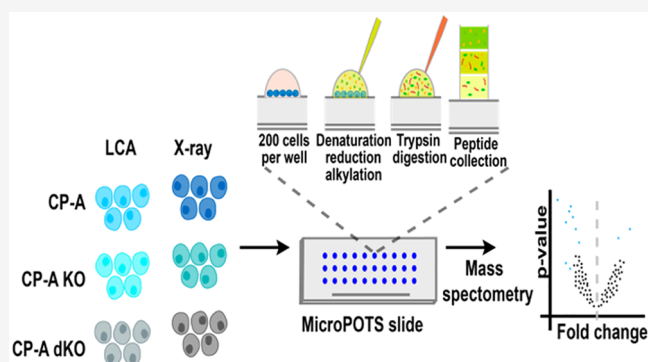 200 cells
per well
Denaturation
reduction
alkylation
Trypsin
digestion
Peptide
collection
LCA
X-ray
CP-A
CP-A KO
CP-A dKO
MicroPOTS slide
Mass
spectrometry
p-value
Fold change